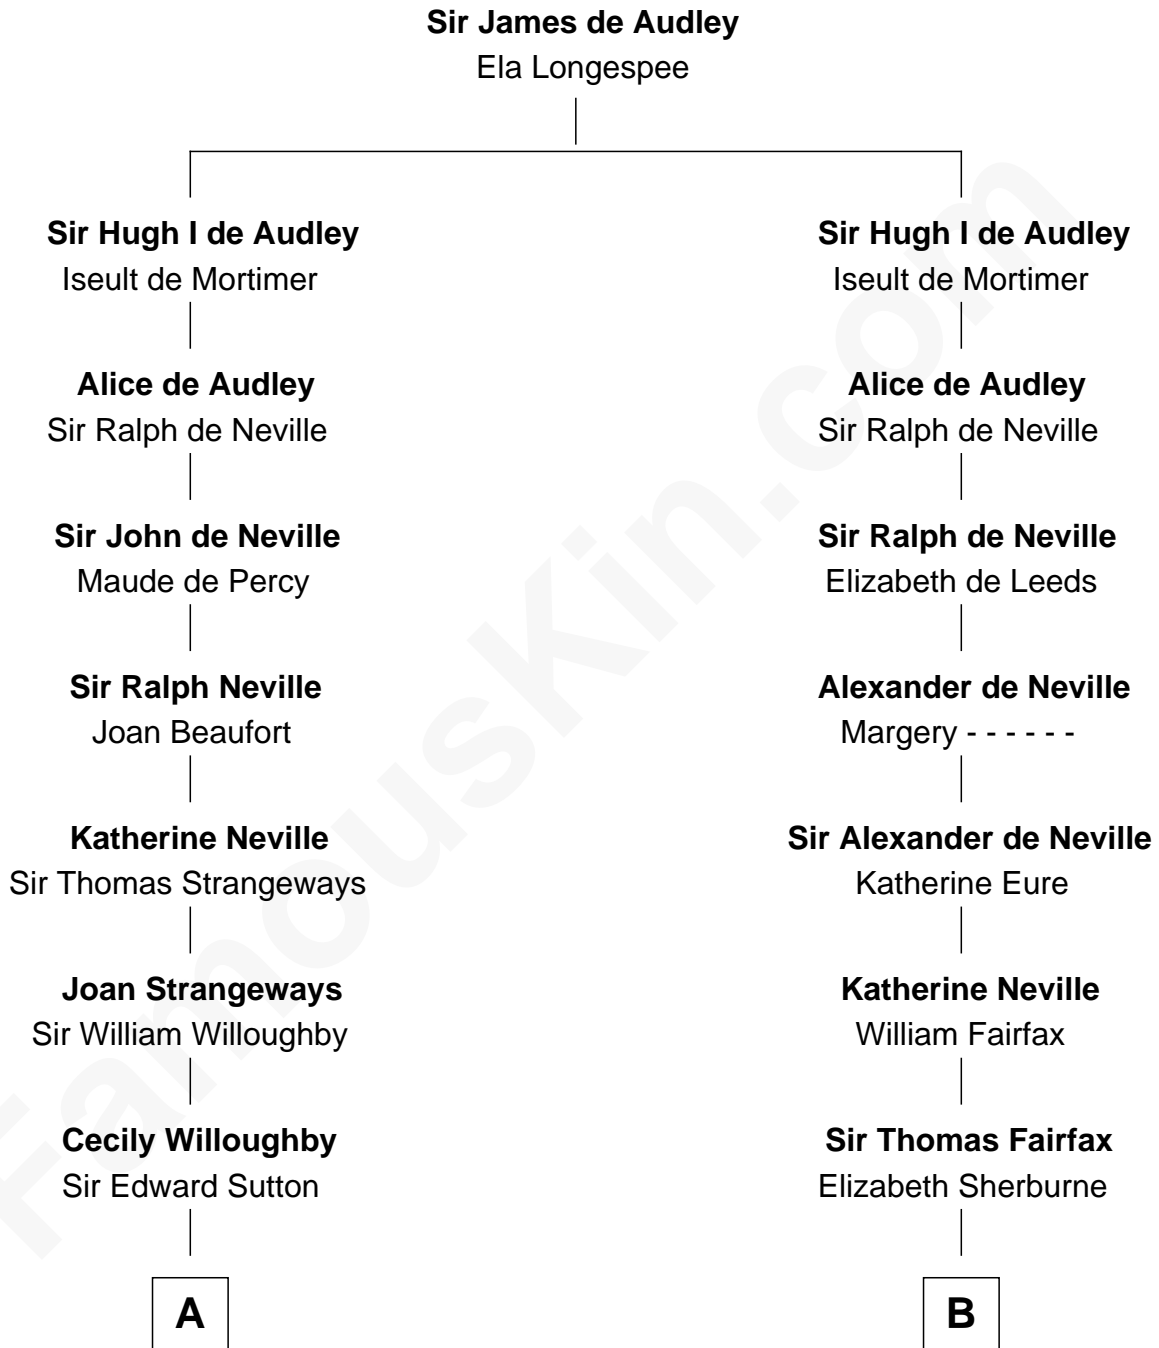 Sir James de Audley
Ela Longespee
Sir Hugh I de Audley
Iseult de Mortimer
Sir Hugh I de Audley
Iseult de Mortimer
Alice de Audley
Sir Ralph de Neville
Alice de Audley
Sir Ralph de Neville
Sir John de Neville
Maude de Percy
Sir Ralph de Neville
Elizabeth de Leeds
Sir Ralph Neville
Joan Beaufort
Alexander de Neville
Margery - - - - - -
Katherine Neville
Sir Thomas Strangeways
Sir Alexander de Neville
Katherine Eure
Joan Strangeways
Sir William Willoughby
Katherine Neville
William Fairfax
Cecily Willoughby
Sir Edward Sutton
Sir Thomas Fairfax
Elizabeth Sherburne
A
B
FamousKin.com